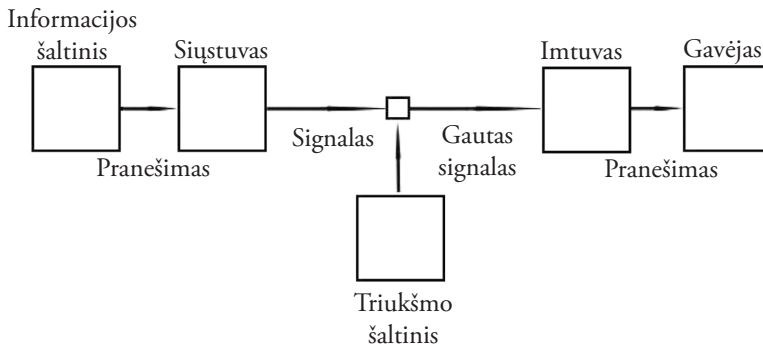 Informacijos
šaltinis
Siųstuvas
Imtuvas
Gavėjas
Pranešimas
Signalas
Gautas
signalas
Pranešimas
Triukšmo
šaltinis